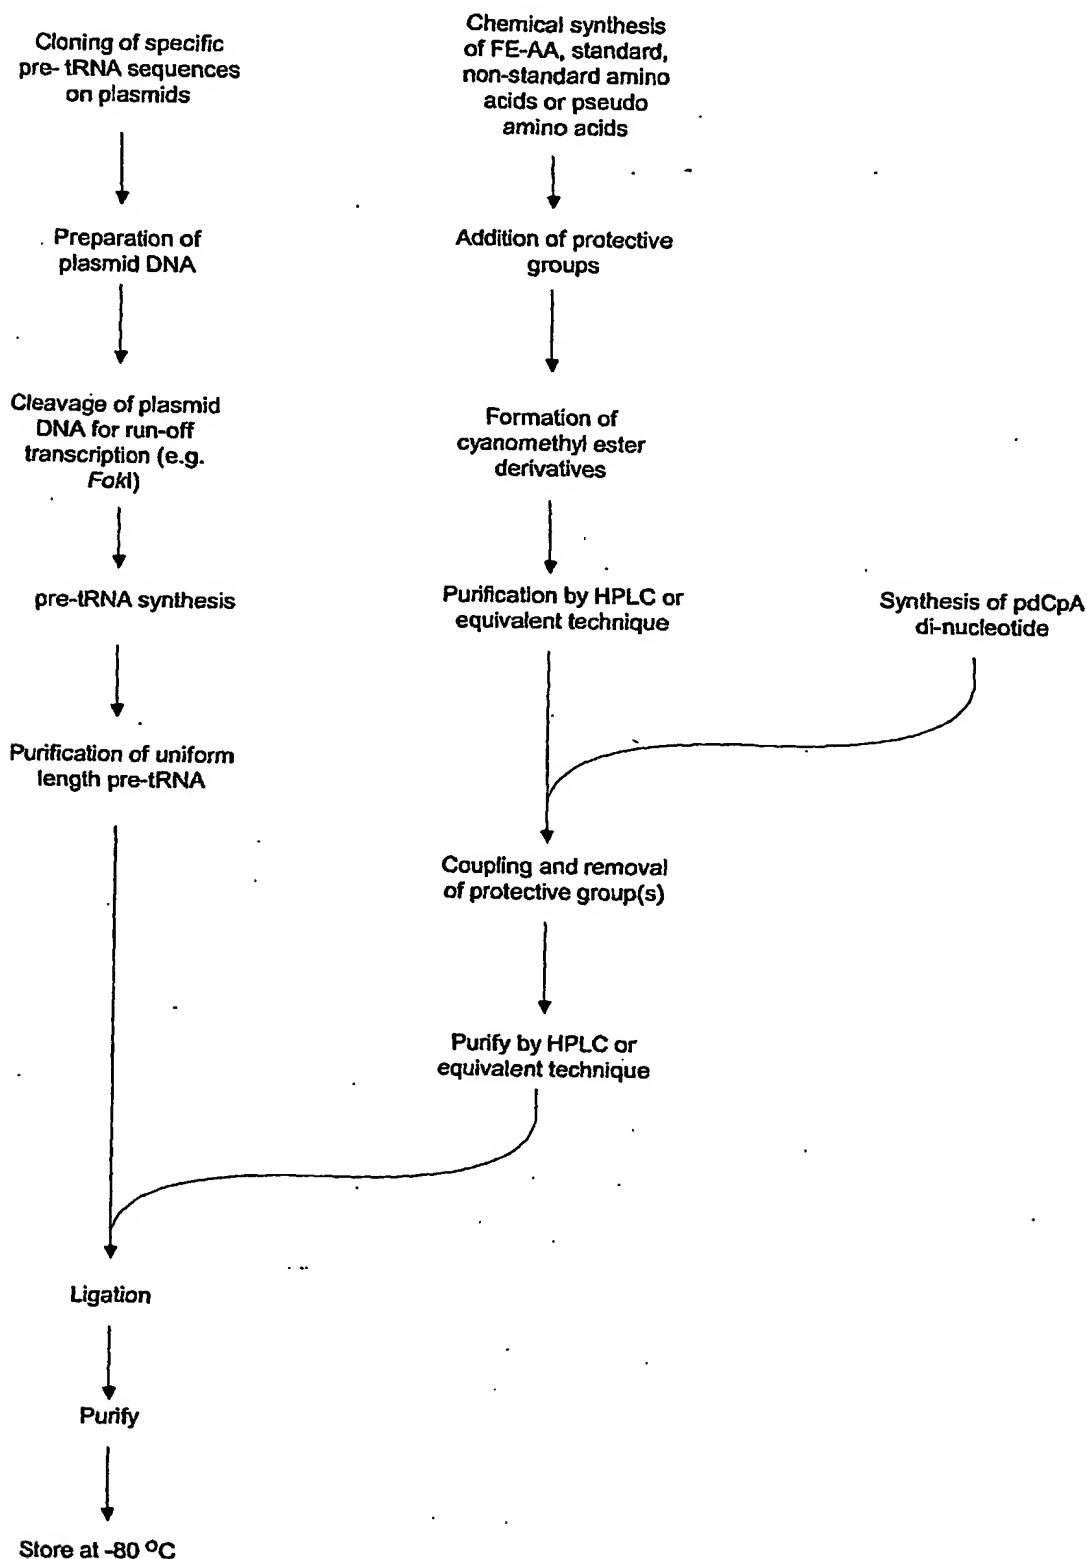 Cloning of specific
pre- tRNA sequences
on plasmids
Preparation of
plasmid DNA
Cleavage of plasmid
DNA for run-off
transcription (e.g.
FokI)
pre-tRNA synthesis
Purification of uniform
length pre-tRNA
Chemical synthesis
of FE-AA, standard,
non-standard amino
acids or pseudo
amino acids
Addition of protective
groups
Formation of
cyanomethyl ester
derivatives
Purification by HPLC or
equivalent technique
Synthesis of pdCpA
di-nucleotide
Coupling and removal
of protective group(s)
Purify by HPLC or
equivalent technique
Ligation
Purify
Store at -80 °C